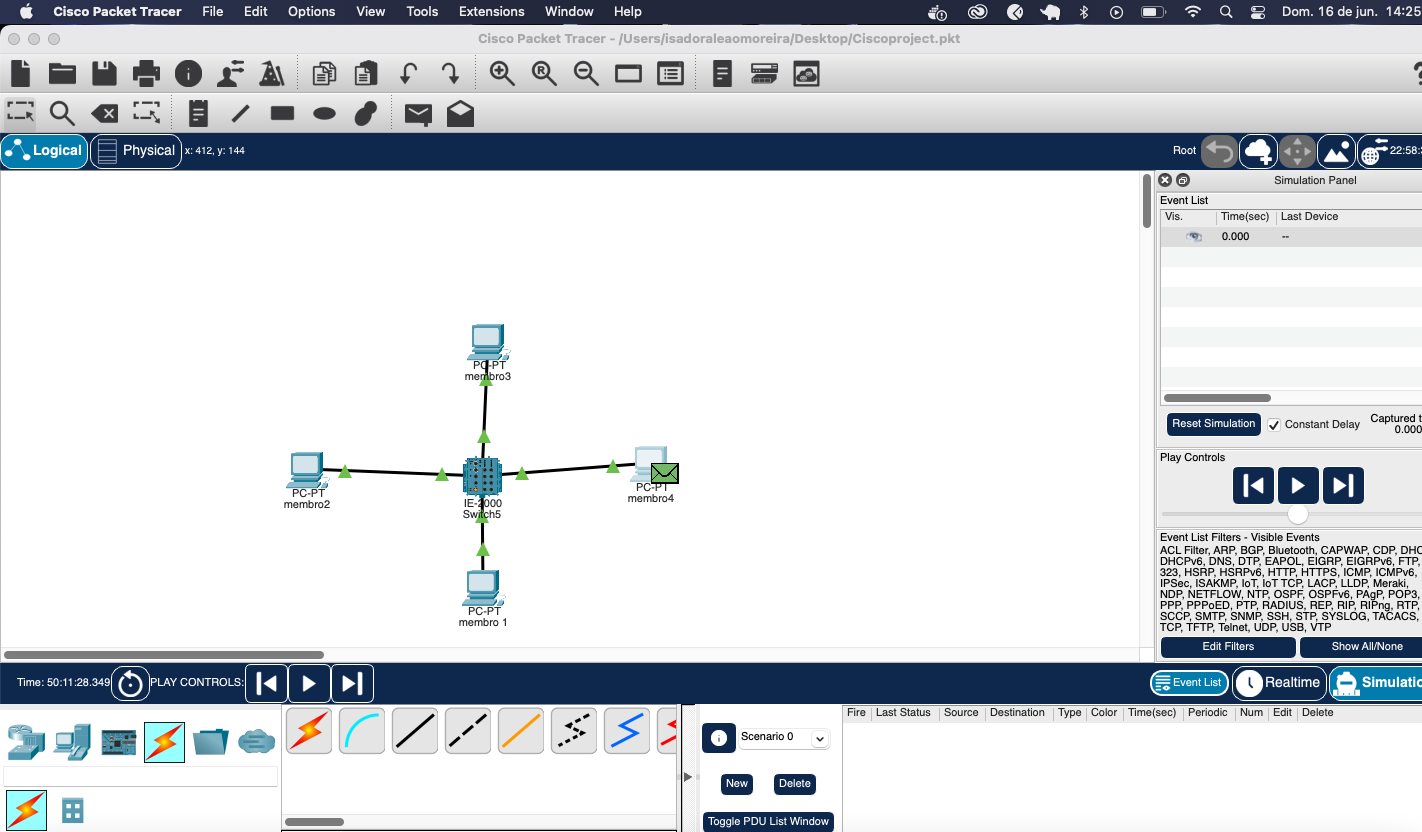 Cisco Packet Tracer File Edit Options View Tools Extensions Window Help Dom. 16 de jun. 14:25
Cisco Packet Tracer - /Users/isadoraleaomoreira/Desktop/Ciscoproject.pkt
Logical Physical x: 412, y: 144 Root 22:58:
Simulation Panel
Event List
Vis. Time(sec) Last Device
0.000 --
PC-PT
membro3
PC-PT
membro2
IE-2000
Switch5
PC-PT
membro4
PC-PT
membro 1
Reset Simulation Constant Delay Captured t
0.000
Play Controls
Event List Filters - Visible Events
ACL Filter, ARP, BGP, Bluetooth, CAPWAP, CDP, DHC
DHCPv6, DNS, DTP, EAPOL, EIGRP, EIGRPv6, FTP,
323, HSRP, HSRPv6, HTTP, HTTPS, ICMP, ICMPv6,
IPSec, ISAKMP, IoT, IoT TCP, LACP, LLDP, Meraki,
NDP, NETFLOW, NTP, OSPF, OSPFv6, PAgP, POP3,
PPP, PPPoED, PTP, RADIUS, REP, RIP, RIPng, RTP,
SCCP, SMTP, SNMP, SSH, STP, SYSLOG, TACACS,
TCP, TFTP, Telnet, UDP, USB, VTP
Edit Filters Show All/None
Time: 50:11:28.349 PLAY CONTROLS: Event List Realtime Simulatio
Fire Last Status Source Destination Type Color Time(sec) Periodic Num Edit Delete
Scenario 0
New Delete
Toggle PDU List Window